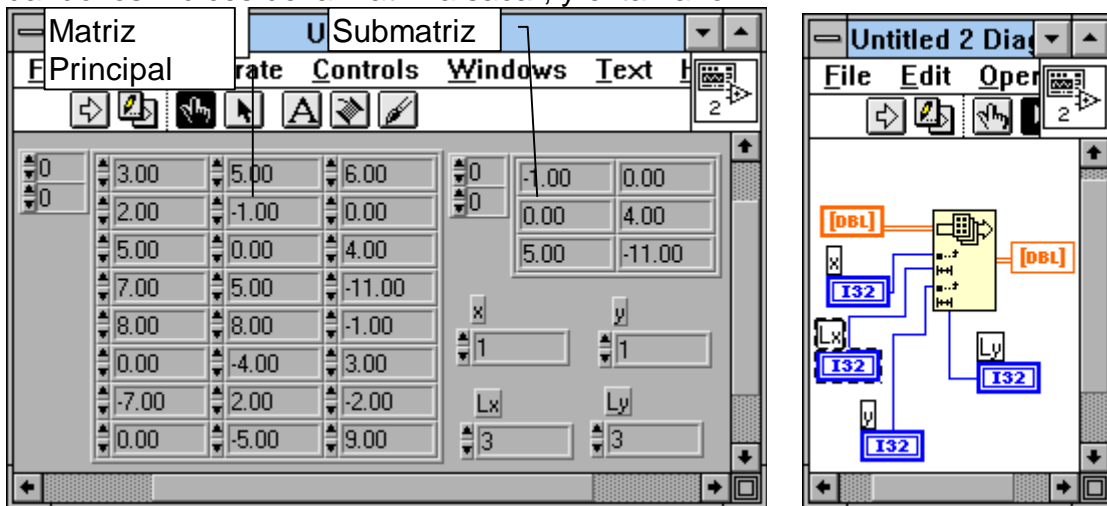 Matriz
Principal
U
Submatriz
F
rate Controls Windows Text H
A
2
0 3.00 5.00 6.00 0 -1.00 0.00
0 2.00 -1.00 0.00 0 0.00 4.00
5.00 0.00 4.00 5.00 -11.00
7.00 5.00 -11.00
8.00 8.00 -1.00 x y
0.00 -4.00 3.00 1 1
-7.00 2.00 -2.00 Lx Ly
0.00 -5.00 9.00 3 3
Untitled 2 Dia
File Edit Oper
2
[DBL]
[DBL]
x
I32
Lx
I32
Ly
I32
y
I32